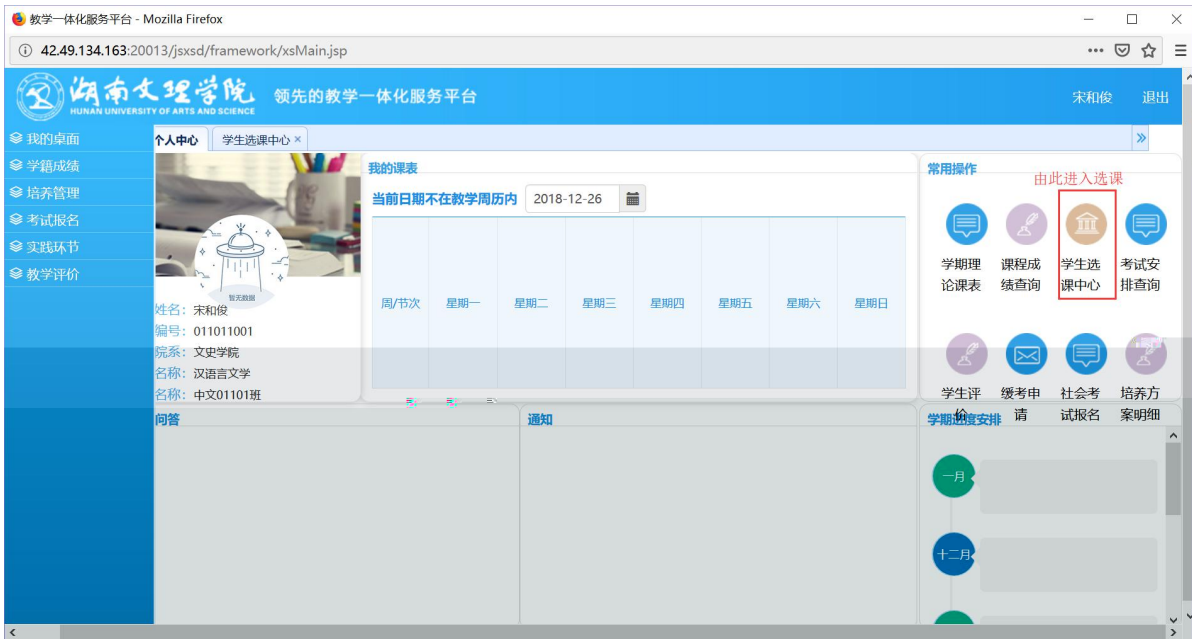 教学一体化服务平台 - Mozilla Firefox
42.49.134.163:20013/jsxsd/framework/xsMain.jsp
湖南文理学院
HUNAN UNIVERSITY OF ARTS AND SCIENCE
领先的教学一体化服务平台
宋和俊 退出
我的桌面
学籍成绩
培养管理
考试报名
实践环节
教学评价
个人中心 学生选课中心 ×
暂无数据
姓名：宋和俊
编号：011011001
院系：文史学院
名称：汉语言文学
名称：中文01101班
我的课表
当前日期不在教学周历内 2018-12-26
周/节次 星期一 星期二 星期三 星期四 星期五 星期六 星期日
常用操作
由此进入选课
学期理论课表
课程成绩查询
学生选课中心
考试安排查询
学生评价
缓考申请
社会考试报名
培养方案明细
问答
通知
学期进度安排
一月
十二月